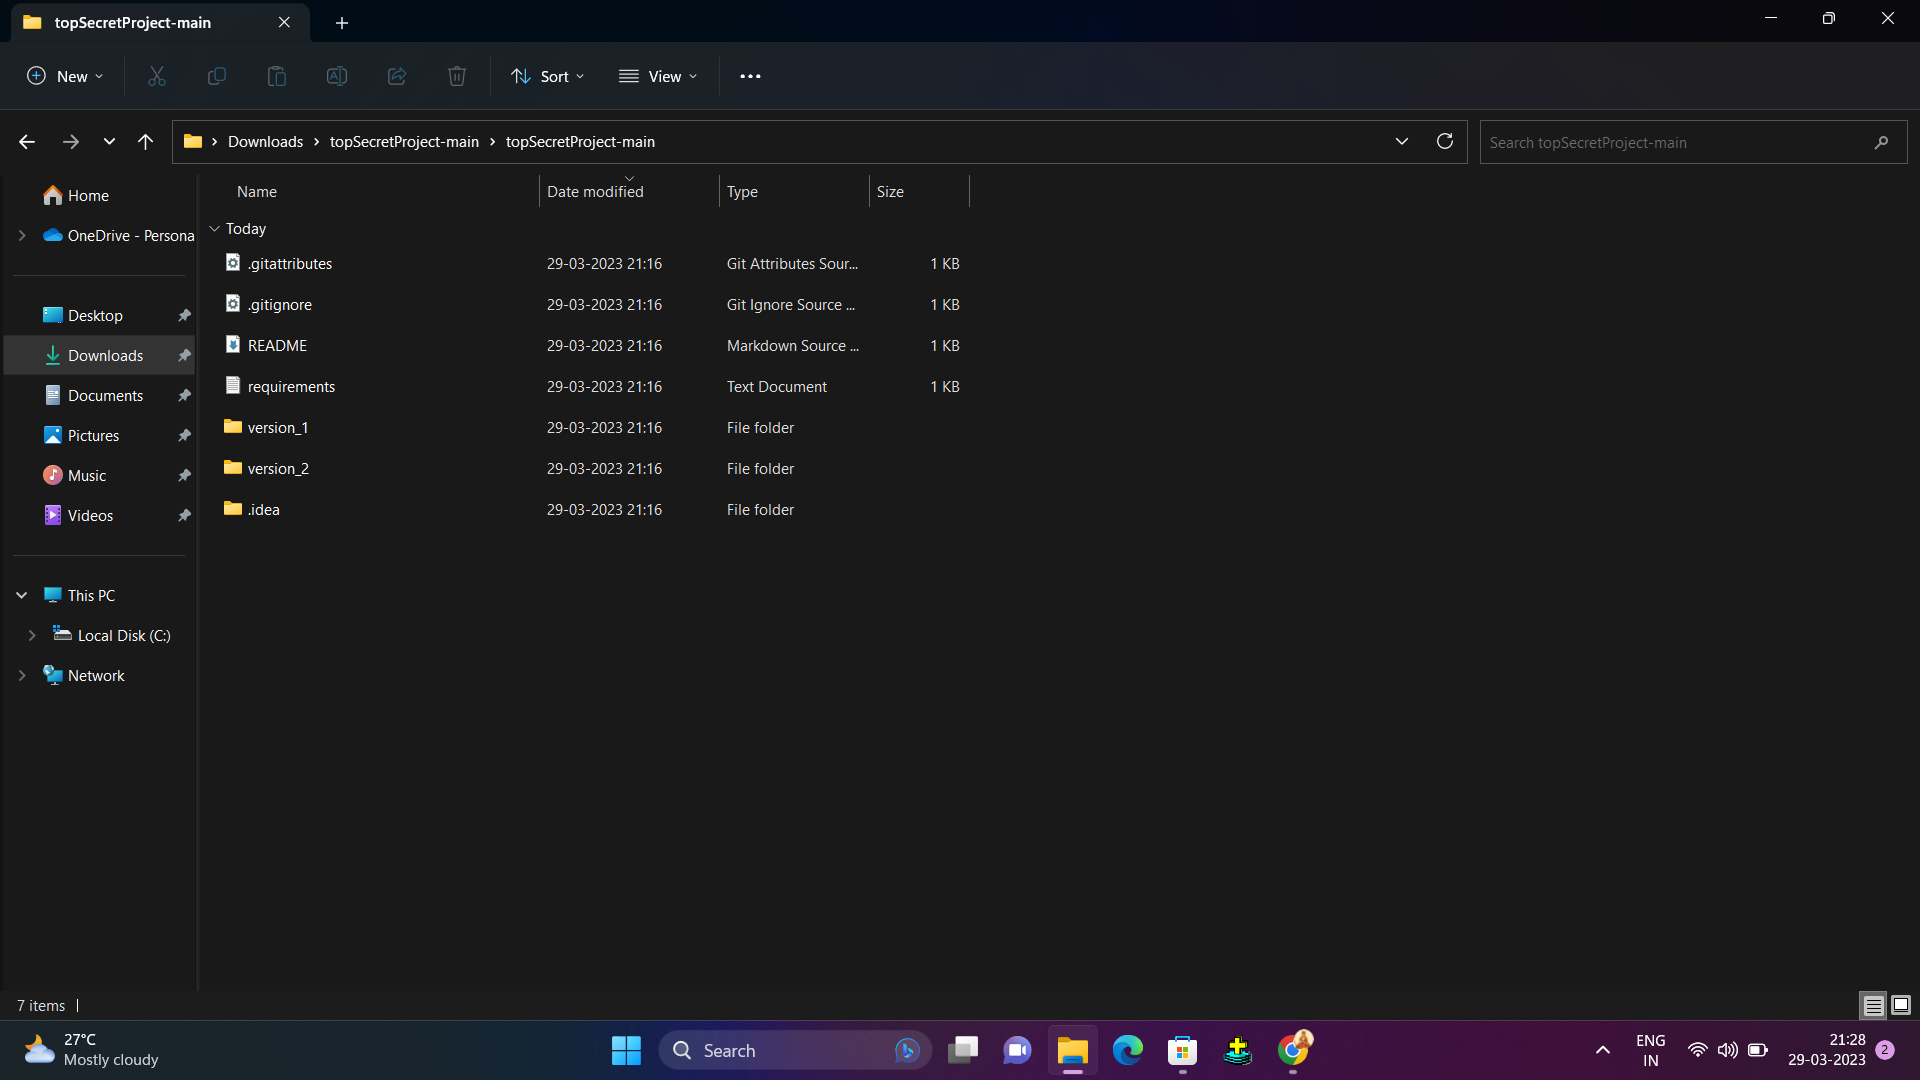 topSecretProject-main
New
Sort
View
Downloads > topSecretProject-main > topSecretProject-main
Search topSecretProject-main
Home
OneDrive - Persona
Desktop
Downloads
Documents
Pictures
Music
Videos
This PC
Local Disk (C:)
Network
Name Date modified Type Size
Today
.gitattributes 29-03-2023 21:16 Git Attributes Sour... 1 KB
.gitignore 29-03-2023 21:16 Git Ignore Source ... 1 KB
README 29-03-2023 21:16 Markdown Source ... 1 KB
requirements 29-03-2023 21:16 Text Document 1 KB
version_1 29-03-2023 21:16 File folder
version_2 29-03-2023 21:16 File folder
.idea 29-03-2023 21:16 File folder
7 items
27°C
Mostly cloudy
Search
ENG
IN
21:28
29-03-2023
2